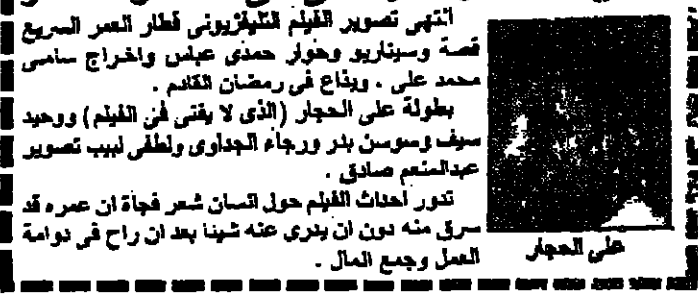 انتهى تصوير الفيلم التليفزيونى قطار العمر السريع
قصة وسيناريو وحوار حمدى عباس واخراج سامى
محمد على . ويذاع فى رمضان القادم .
بطولة على الحجار (الذى لا يغنى فى الفيلم) ووحيد
سيف وسوسن بدر ورجاء الجداوى ولطفى لبيب تصوير
عبدالمنعم صادق .
تدور احداث الفيلم حول انسان شعر فجأة ان عمره قد
سرق منه دون ان يدرى عنه شيئا بعد ان راح فى دوامة
العمل وجمع المال .
على الحجار